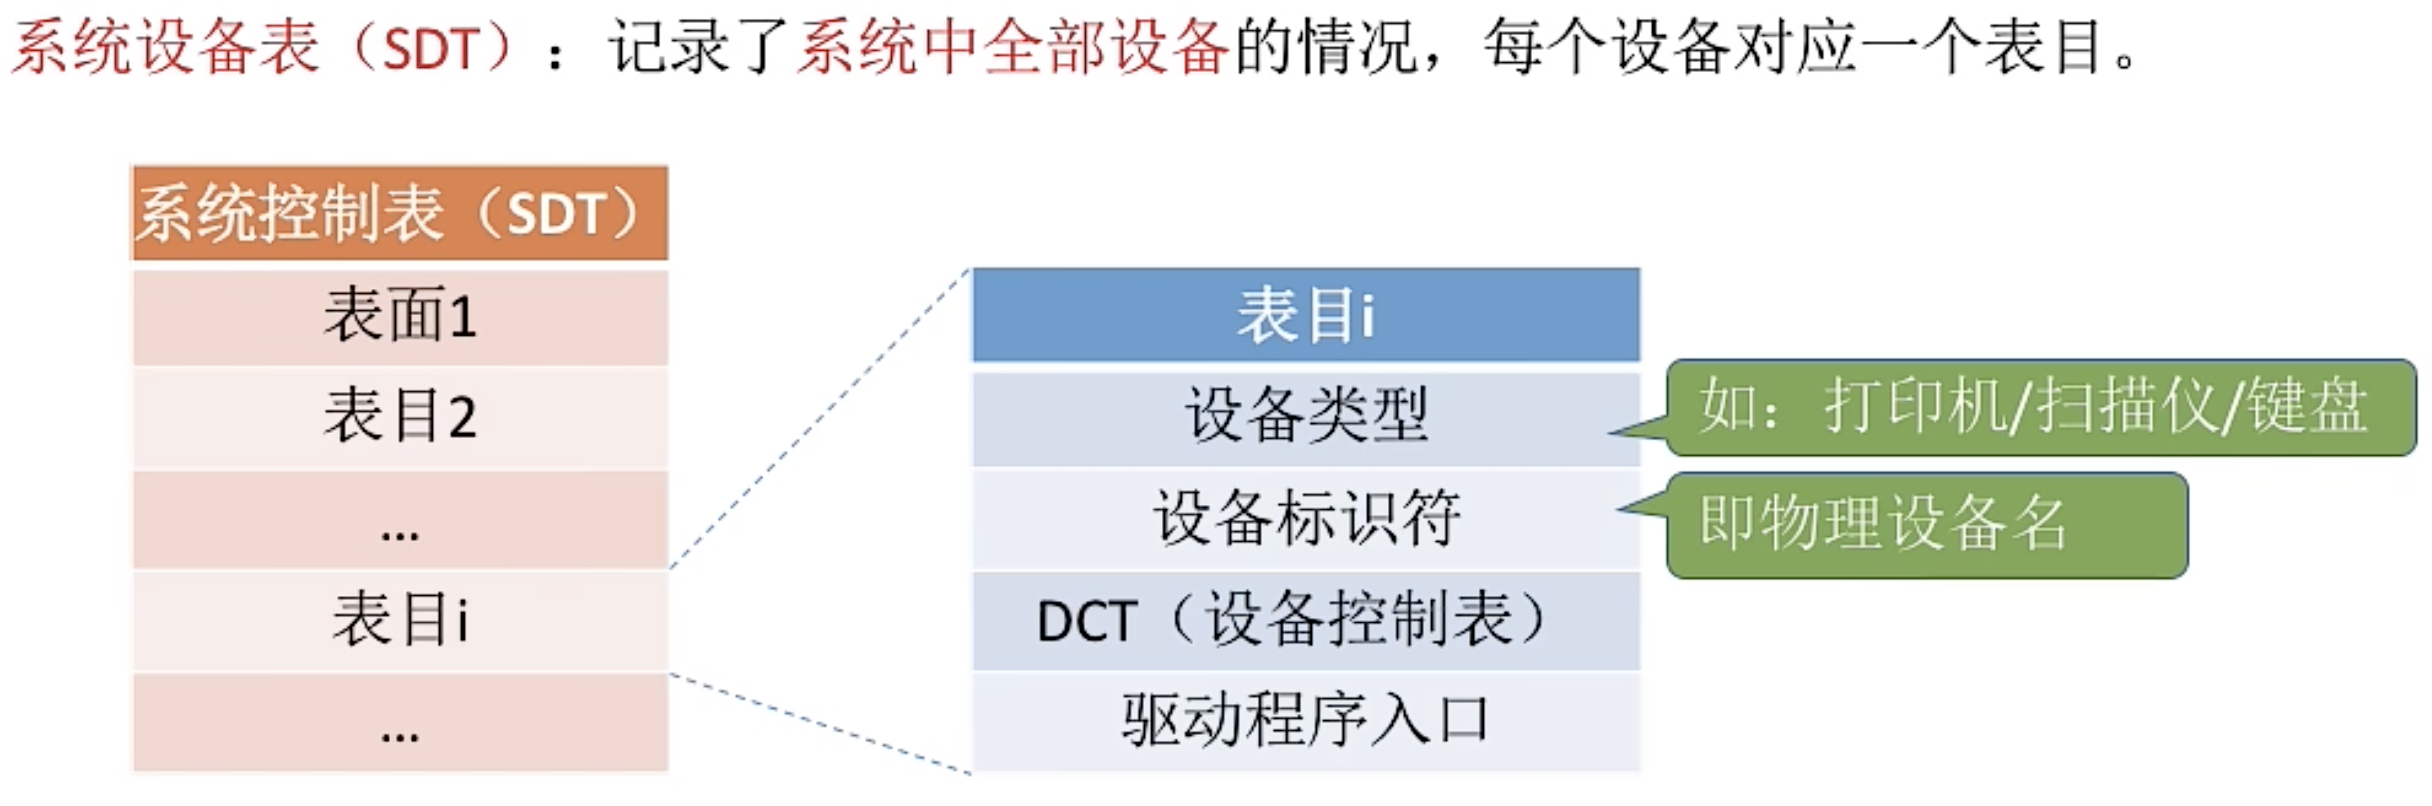 系统设备表（SDT）：记录了系统中全部设备的情况，每个设备对应一个表目。
系统控制表（SDT）
表面1
表目2
...
表目i
...
表目i
设备类型
设备标识符
DCT（设备控制表）
驱动程序入口
如：打印机/扫描仪/键盘
即物理设备名